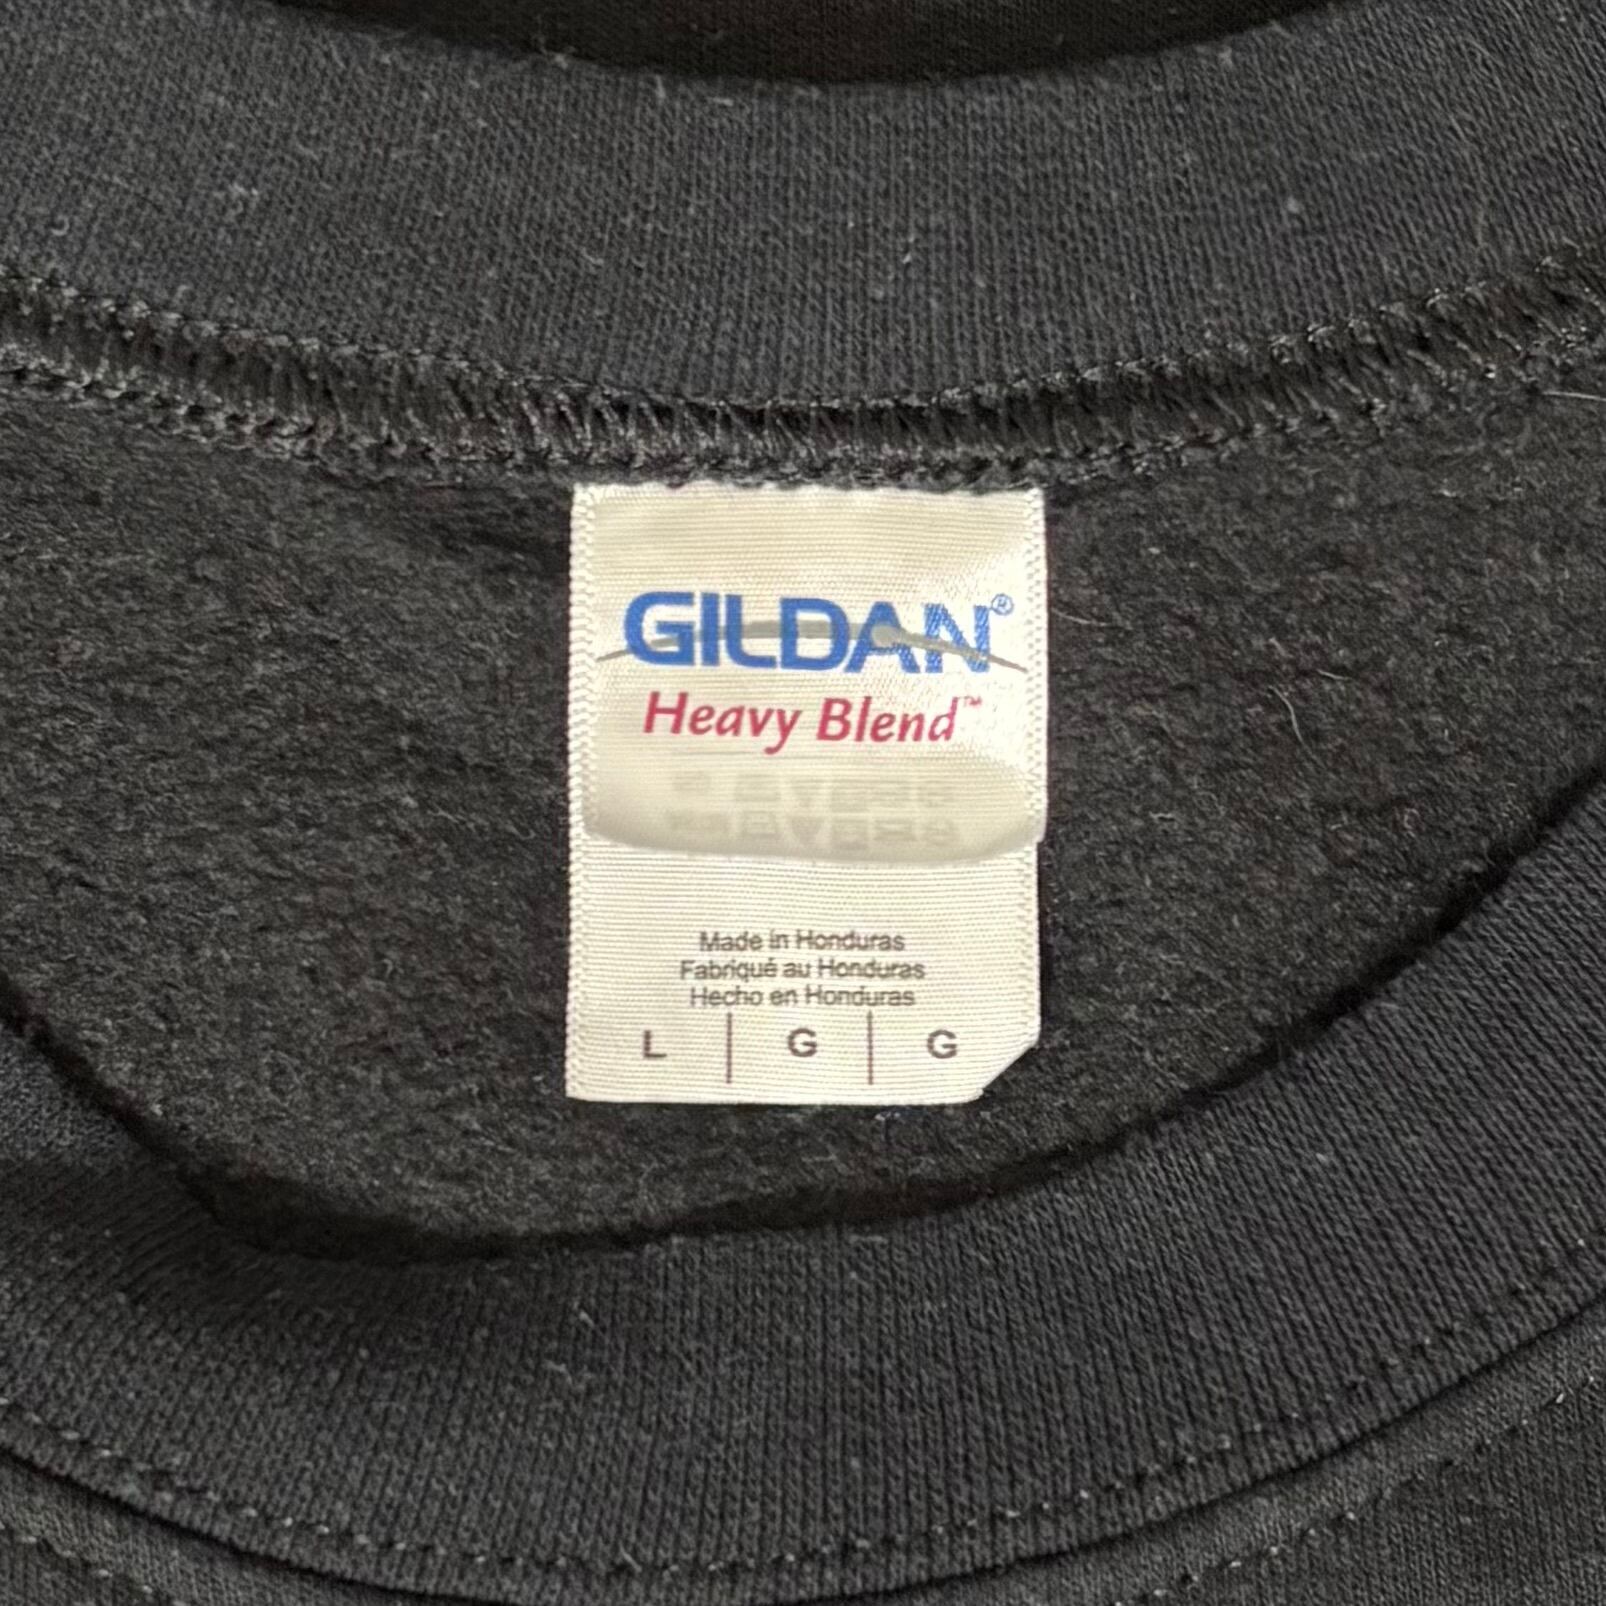 GILDAN®
Heavy Blend™
Made in Honduras
Fabriqué au Honduras
Hecho en Honduras
L | G | G